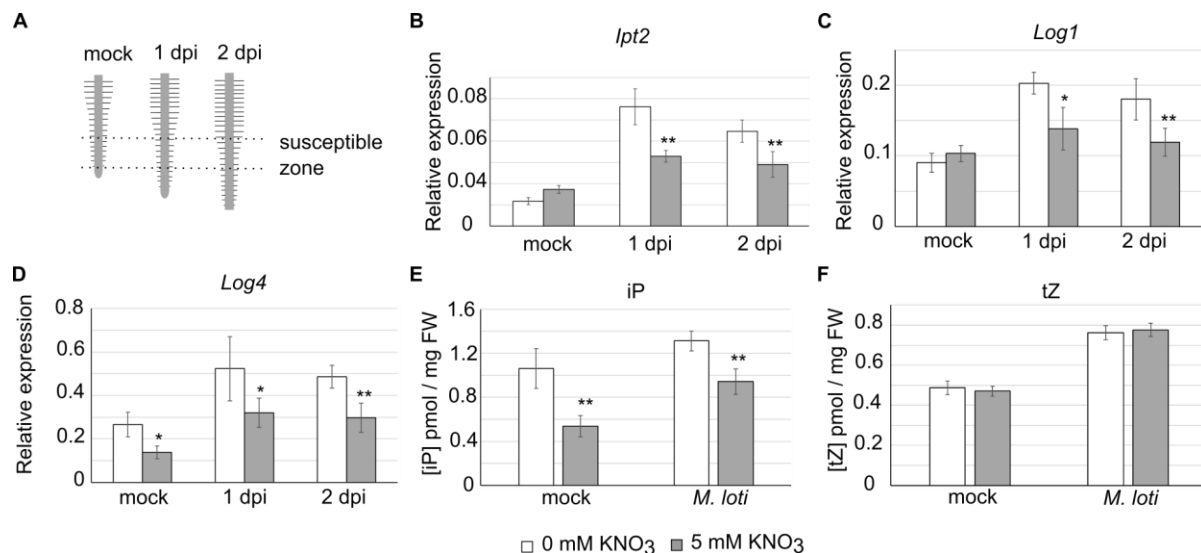 A
mock 1 dpi 2 dpi
susceptible
zone
B
Ipt2
Relative expression
0.08
0.04
0
**
**
mock 1 dpi 2 dpi
C
Log1
Relative expression
0.2
0.1
0
*
**
mock 1 dpi 2 dpi
D
Log4
Relative expression
0.8
0.6
0.4
0.2
0
*
*
**
mock 1 dpi 2 dpi
E
iP
[iP] pmol / mg FW
1.6
1.2
0.8
0.4
0
**
**
mock M. loti
F
tZ
[tZ] pmol / mg FW
0.8
0.6
0.4
0.2
0
mock M. loti
0 mM KNO3 5 mM KNO3